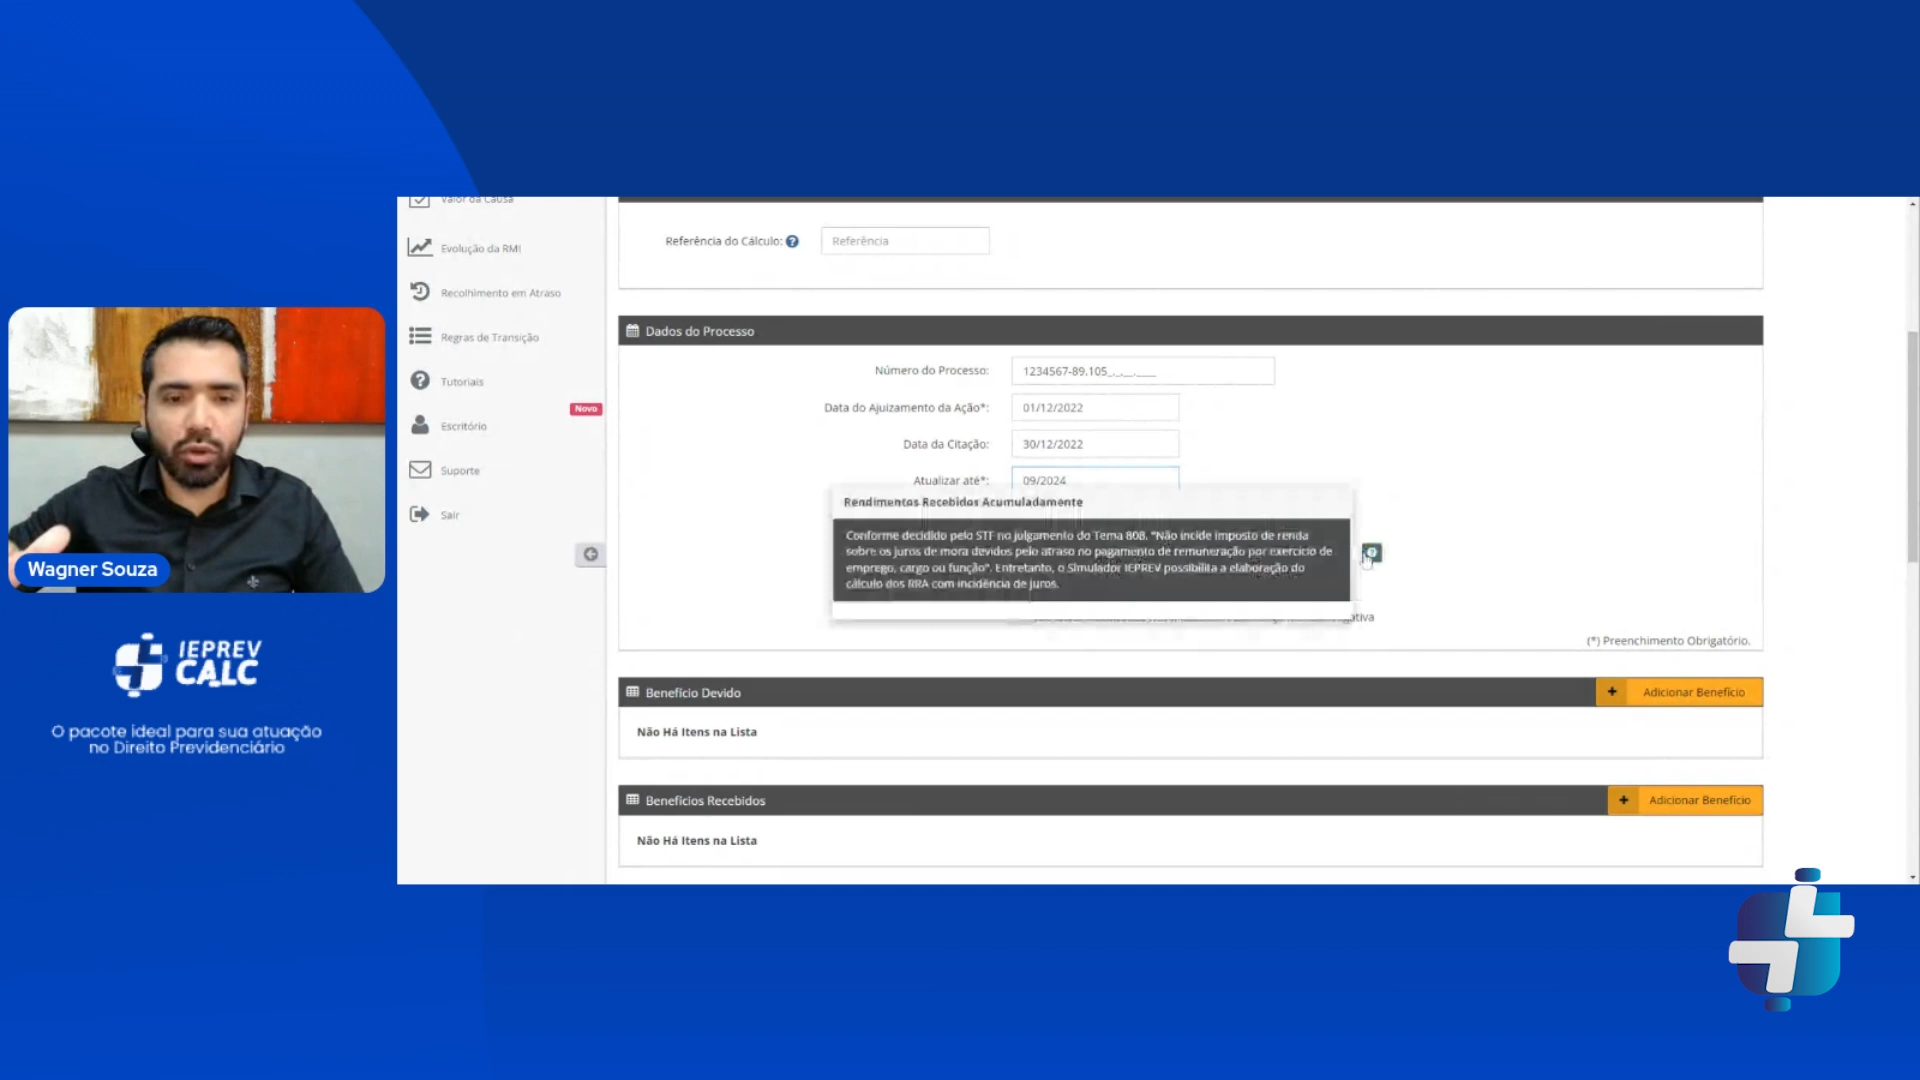 Valor da Causa
Evolução da RMI
Recolhimento em Atraso
Regras de Transição
Tutoriais
Novo
Escritório
Suporte
Sair
Referência do Cálculo:
Referência
Dados do Processo
Número do Processo: 1234567-89.105_._.__.____
Data do Ajuizamento da Ação*: 01/12/2022
Data da Citação: 30/12/2022
Atualizar até*: 09/2024
Rendimentos Recebidos Acumuladamente
Conforme decidido pelo STF no julgamento do Tema 808, "Não incide imposto de renda
sobre os juros de mora devidos pelo atraso no pagamento de remuneração por exercício de
emprego, cargo ou função". Entretanto, o Simulador IEPREV possibilita a elaboração do
cálculo dos RRA com incidência de juros.
(*) Preenchimento Obrigatório.
Benefício Devido
Adicionar Benefício
Não Há Itens na Lista
Benefícios Recebidos
Adicionar Benefício
Não Há Itens na Lista
Wagner Souza
IEPREV
CALC
O pacote ideal para sua atuação
no Direito Previdenciário